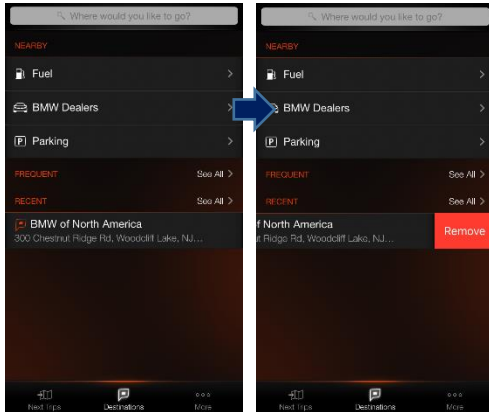 Where would you like to go?
NEARBY
Fuel
BMW Dealers
P Parking
FREQUENT See All
RECENT See All
BMW of North America
300 Chestnut Ridge Rd, Woodcliff Lake, NJ...
Next Trips Destinations More
Where would you like to go?
NEARBY
Fuel
BMW Dealers
P Parking
FREQUENT See All
RECENT See All
f North America
ut Ridge Rd, Woodcliff Lake, NJ...
Remove
Next Trips Destinations More